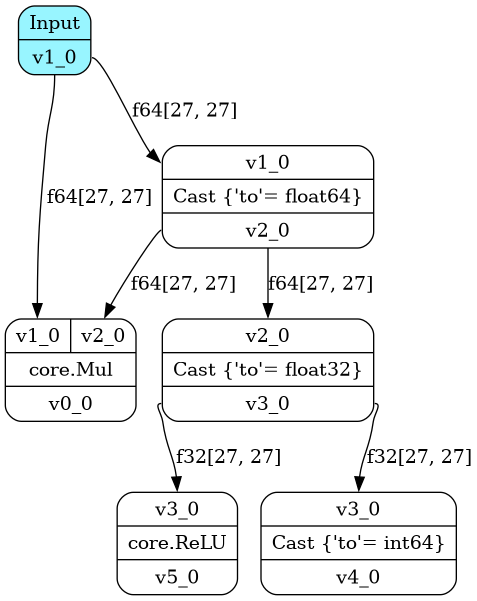 Input
v1_0
f64[27, 27]
v1_0
Cast {'to'= float64}
v2_0
f64[27, 27]
f64[27, 27]
f64[27, 27]
v1_0 v2_0
core.Mul
v0_0
v2_0
Cast {'to'= float32}
v3_0
f32[27, 27]
f32[27, 27]
v3_0
core.ReLU
v5_0
v3_0
Cast {'to'= int64}
v4_0